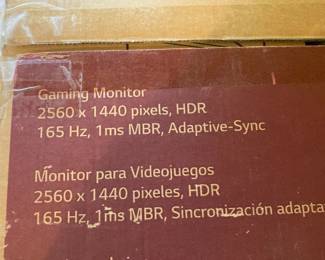 Gaming Monitor
2560 x 1440 pixels, HDR
165 Hz, 1ms MBR, Adaptive-Sync
Monitor para Videojuegos
2560 x 1440 pixeles, HDR
165 Hz, 1ms MBR, Sincronización adapta